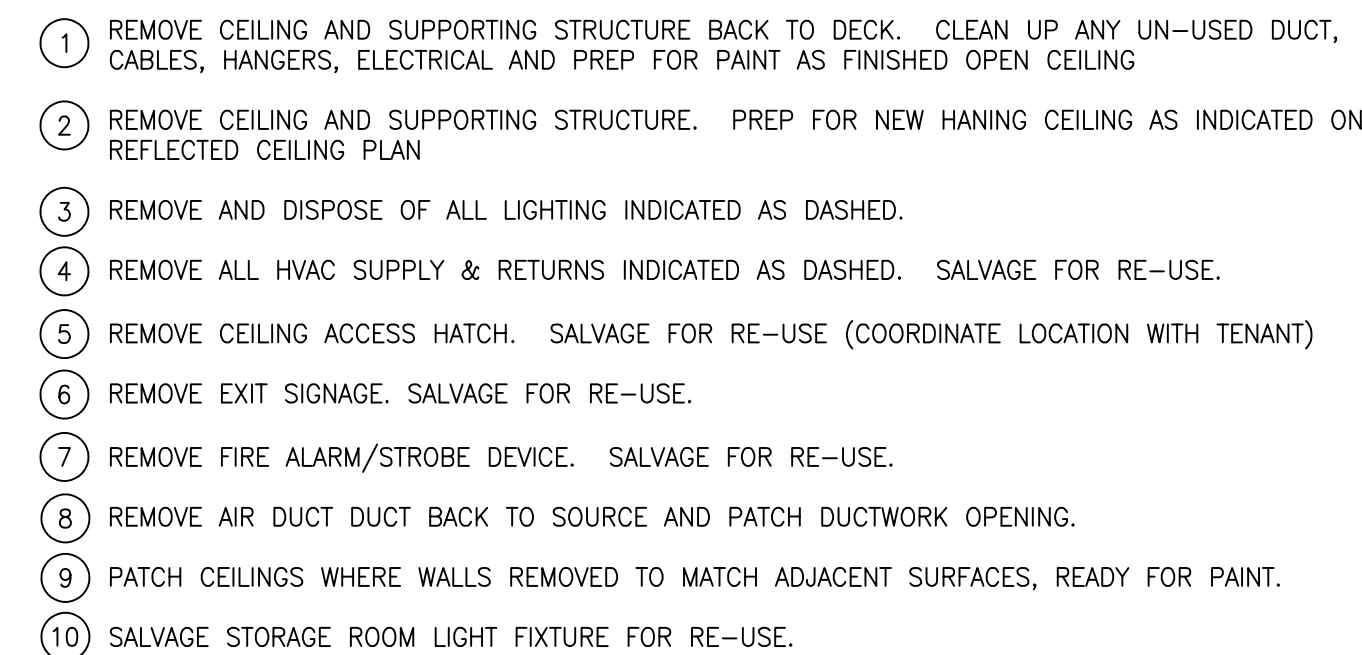 1 REMOVE CEILING AND SUPPORTING STRUCTURE BACK TO DECK. CLEAN UP ANY UN-USED DUCT,
CABLES, HANGERS, ELECTRICAL AND PREP FOR PAINT AS FINISHED OPEN CEILING
2 REMOVE CEILING AND SUPPORTING STRUCTURE. PREP FOR NEW HANING CEILING AS INDICATED ON
REFLECTED CEILING PLAN
3 REMOVE AND DISPOSE OF ALL LIGHTING INDICATED AS DASHED.
4 REMOVE ALL HVAC SUPPLY & RETURNS INDICATED AS DASHED. SALVAGE FOR RE-USE.
5 REMOVE CEILING ACCESS HATCH. SALVAGE FOR RE-USE (COORDINATE LOCATION WITH TENANT)
6 REMOVE EXIT SIGNAGE. SALVAGE FOR RE-USE.
7 REMOVE FIRE ALARM/STROBE DEVICE. SALVAGE FOR RE-USE.
8 REMOVE AIR DUCT DUCT BACK TO SOURCE AND PATCH DUCTWORK OPENING.
9 PATCH CEILINGS WHERE WALLS REMOVED TO MATCH ADJACENT SURFACES, READY FOR PAINT.
10 SALVAGE STORAGE ROOM LIGHT FIXTURE FOR RE-USE.